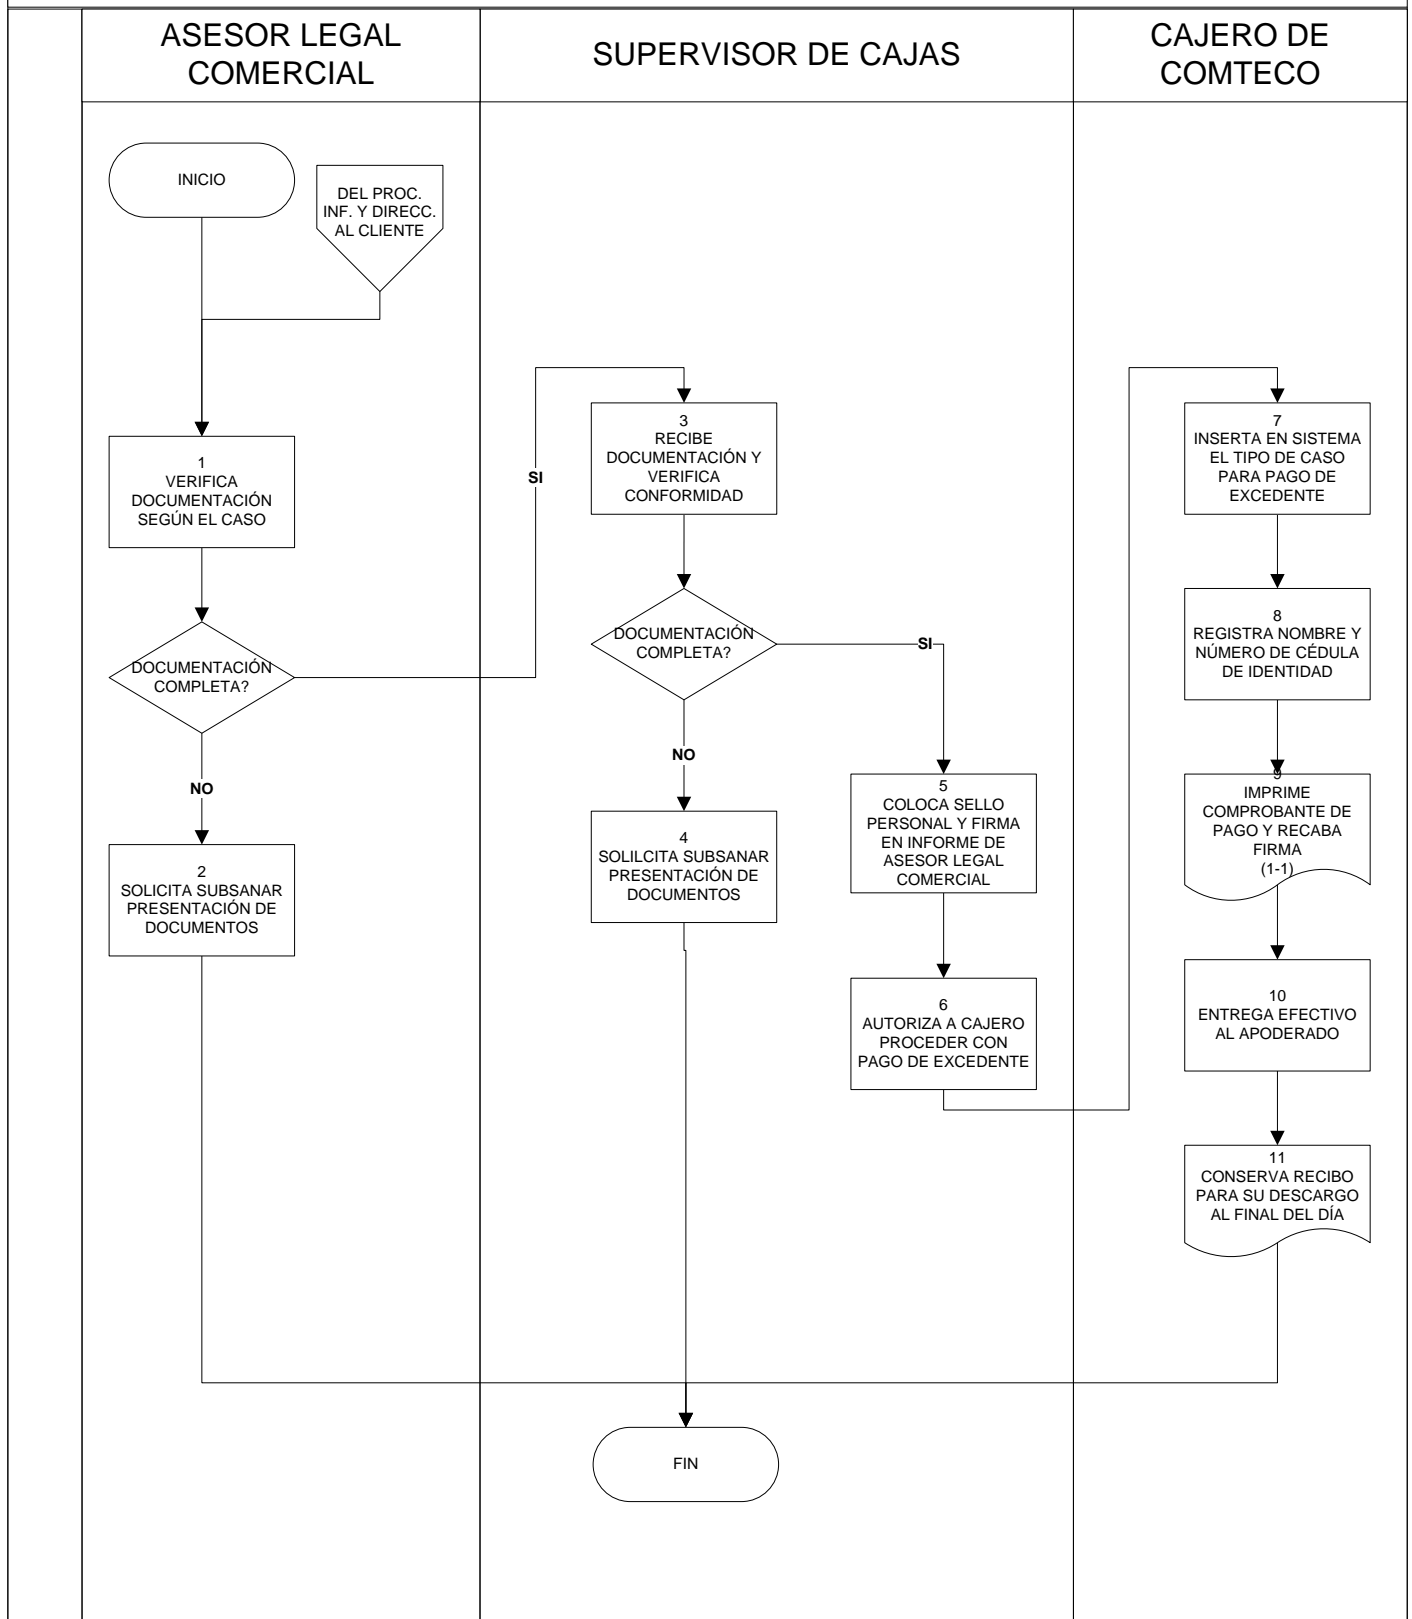 ASESOR LEGAL
COMERCIAL
SUPERVISOR DE CAJAS
CAJERO DE
COMTECO
INICIO
DEL PROC.
INF. Y DIRECC.
AL CLIENTE
1
VERIFICA
DOCUMENTACIÓN
SEGÚN EL CASO
DOCUMENTACIÓN
COMPLETA?
SI
NO
2
SOLICITA SUBSANAR
PRESENTACIÓN DE
DOCUMENTOS
3
RECIBE
DOCUMENTACIÓN Y
VERIFICA
CONFORMIDAD
DOCUMENTACIÓN
COMPLETA?
SI
NO
4
SOLILCITA SUBSANAR
PRESENTACIÓN DE
DOCUMENTOS
5
COLOCA SELLO
PERSONAL Y FIRMA
EN INFORME DE
ASESOR LEGAL
COMERCIAL
6
AUTORIZA A CAJERO
PROCEDER CON
PAGO DE EXCEDENTE
7
INSERTA EN SISTEMA
EL TIPO DE CASO
PARA PAGO DE
EXCEDENTE
8
REGISTRA NOMBRE Y
NÚMERO DE CÉDULA
DE IDENTIDAD
9
IMPRIME
COMPROBANTE DE
PAGO Y RECABA
FIRMA
(1-1)
10
ENTREGA EFECTIVO
AL APODERADO
11
CONSERVA RECIBO
PARA SU DESCARGO
AL FINAL DEL DÍA
FIN